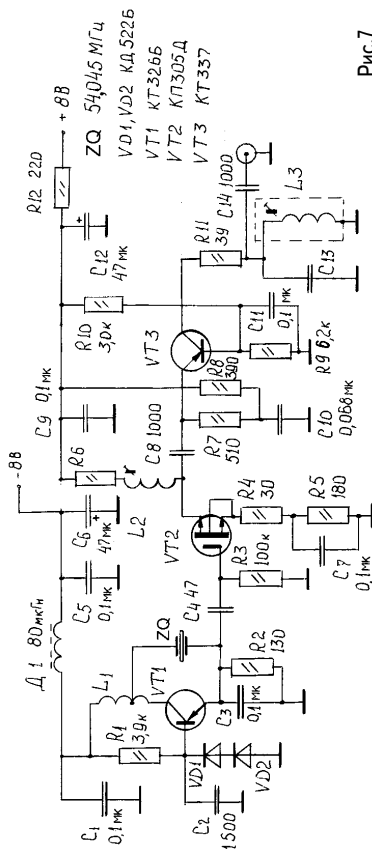 ZQ 54,045 МГц
VD1,VD2 КД522Б
VT1 КТ326Б
VT2 КП305Д
VT3 КТ337
Рис.7
Д1 80мкГн
-8В
+8В
R12 220
C1
0,1мк
R1
3,9к
L1
VT1
ZQ
C5
0,1мк
C6
47мк
R6
L2
C9
0,1мк
R10
3,0к
C12
47мк
C2
1500
VD1
VD2
C3
0,1мк
R2
130
C4 47
VT2
R3
100к
R4
30
R5
180
C7
0,1мк
C8 1000
R7
510
R8
390
C10
0,068мк
VT3
C11
0,1мк
R9 6,2к
R11
39
C14 1000
C13
L3